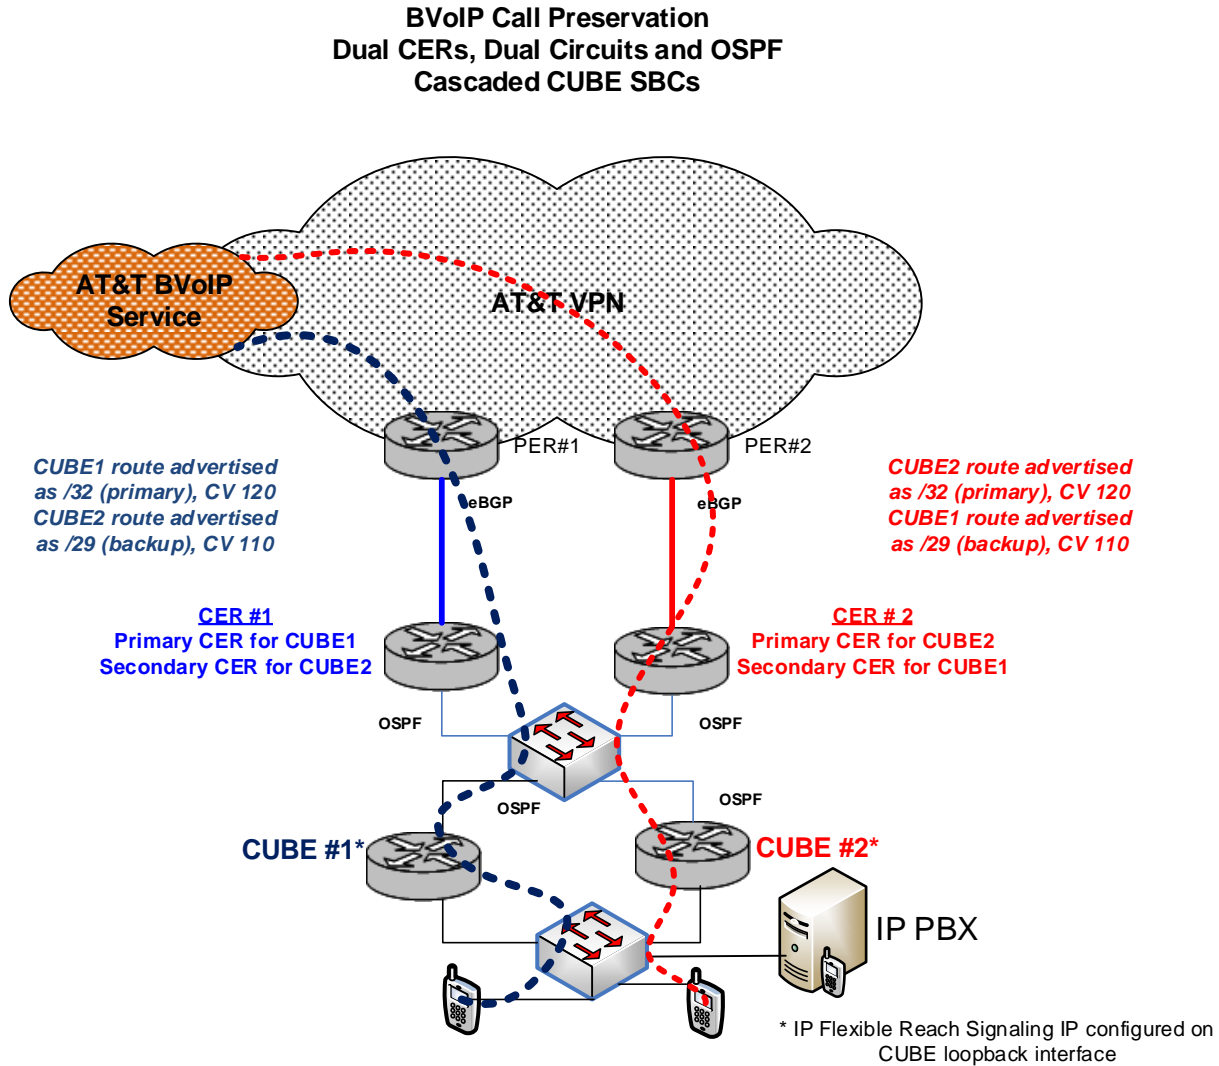 BVoIP Call Preservation
Dual CERs, Dual Circuits and OSPF
Cascaded CUBE SBCs
AT&T BVoIP
Service
AT&T VPN
PER#1
PER#2
CUBE1 route advertised
as /32 (primary), CV 120
CUBE2 route advertised
as /29 (backup), CV 110
eBGP
eBGP
CUBE2 route advertised
as /32 (primary), CV 120
CUBE1 route advertised
as /29 (backup), CV 110
CER #1
Primary CER for CUBE1
Secondary CER for CUBE2
CER # 2
Primary CER for CUBE2
Secondary CER for CUBE1
OSPF
OSPF
OSPF
OSPF
CUBE #1*
CUBE #2*
IP PBX
* IP Flexible Reach Signaling IP configured on
CUBE loopback interface